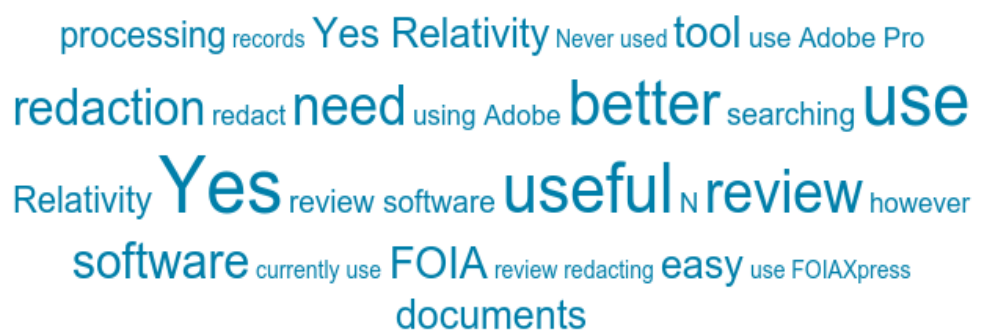 processing records Yes Relativity Never used tool use Adobe Pro
redaction redact need using Adobe better searching use
Relativity Yes review software useful N review however
software currently use FOIA review redacting easy use FOIAXpress
documents